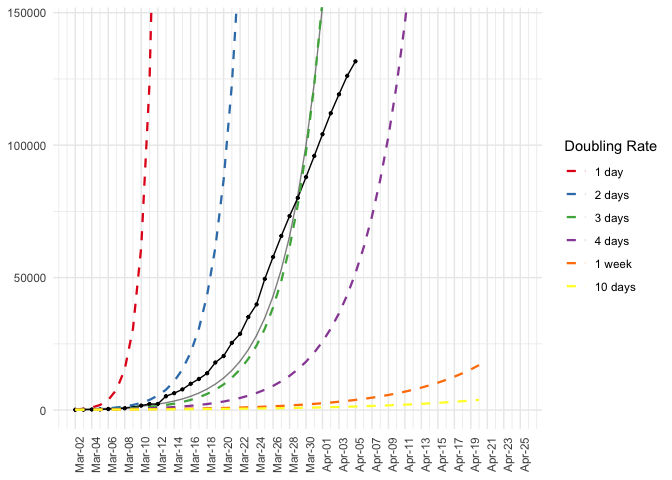 150000
100000
50000
0
Mar-02
Mar-04
Mar-06
Mar-08
Mar-10
Mar-12
Mar-14
Mar-16
Mar-18
Mar-20
Mar-22
Mar-24
Mar-26
Mar-28
Mar-30
Apr-01
Apr-03
Apr-05
Apr-07
Apr-09
Apr-11
Apr-13
Apr-15
Apr-17
Apr-19
Apr-21
Apr-23
Apr-25
Doubling Rate
1 day
2 days
3 days
4 days
1 week
10 days